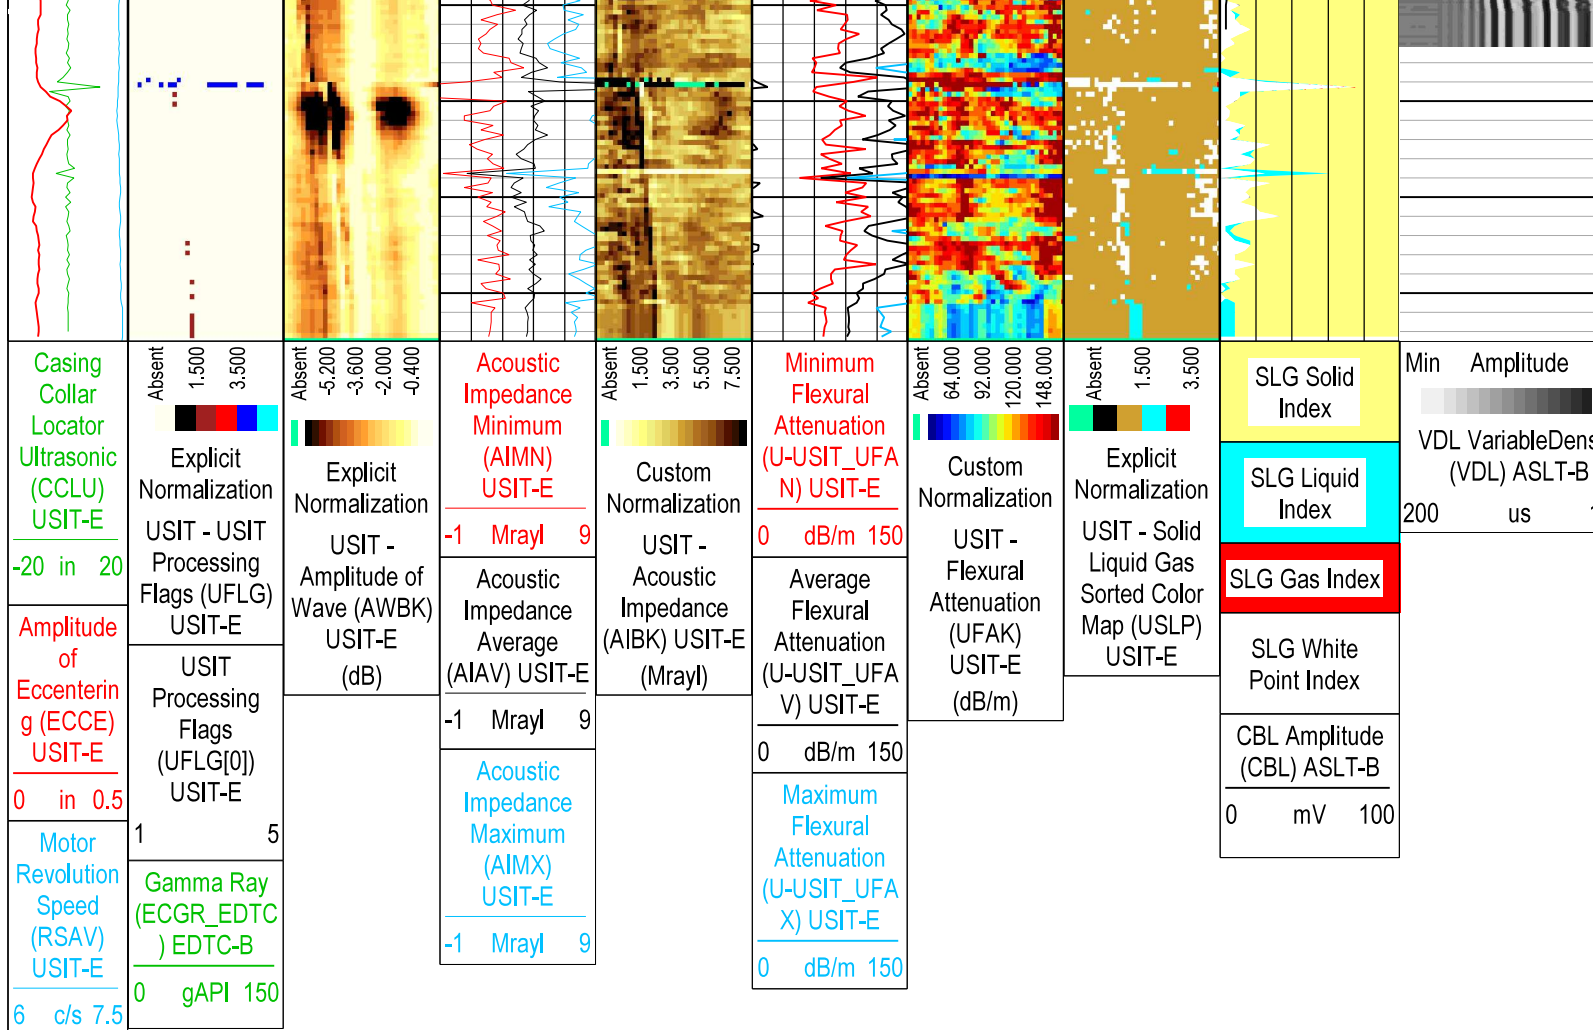 Casing
Collar
Locator
Ultrasonic
(CCLU)
USIT-E
-20 in 20
Amplitude
of
Eccenterin
g (ECCE)
USIT-E
0 in 0.5
Motor
Revolution
Speed
(RSAV)
USIT-E
6 c/s 7.5
Absent
1.500
3.500
Explicit
Normalization
USIT - USIT
Processing
Flags (UFLG)
USIT-E
USIT
Processing
Flags
(UFLG[0])
USIT-E
1 5
Gamma Ray
(ECGR_EDTC
) EDTC-B
0 gAPI 150
Absent
-5.200
-3.600
-2.000
-0.400
Explicit
Normalization
USIT -
Amplitude of
Wave (AWBK)
USIT-E
(dB)
Acoustic
Impedance
Minimum
(AIMN)
USIT-E
-1 Mrayl 9
Acoustic
Impedance
Average
(AIAV) USIT-E
-1 Mrayl 9
Acoustic
Impedance
Maximum
(AIMX)
USIT-E
-1 Mrayl 9
Absent
1.500
3.500
5.500
7.500
Custom
Normalization
USIT -
Acoustic
Impedance
(AIBK) USIT-E
(Mrayl)
Minimum
Flexural
Attenuation
(U-USIT_UFA
N) USIT-E
0 dB/m 150
Average
Flexural
Attenuation
(U-USIT_UFA
V) USIT-E
0 dB/m 150
Maximum
Flexural
Attenuation
(U-USIT_UFA
X) USIT-E
0 dB/m 150
Absent
64.000
92.000
120.000
148.000
Custom
Normalization
USIT -
Flexural
Attenuation
(UFAK)
USIT-E
(dB/m)
Absent
1.500
3.500
Explicit
Normalization
USIT - Solid
Liquid Gas
Sorted Color
Map (USLP)
USIT-E
SLG Solid
Index
SLG Liquid
Index
SLG Gas Index
SLG White
Point Index
CBL Amplitude
(CBL) ASLT-B
0 mV 100
Min Amplitude
VDL VariableDens
(VDL) ASLT-B
200 us